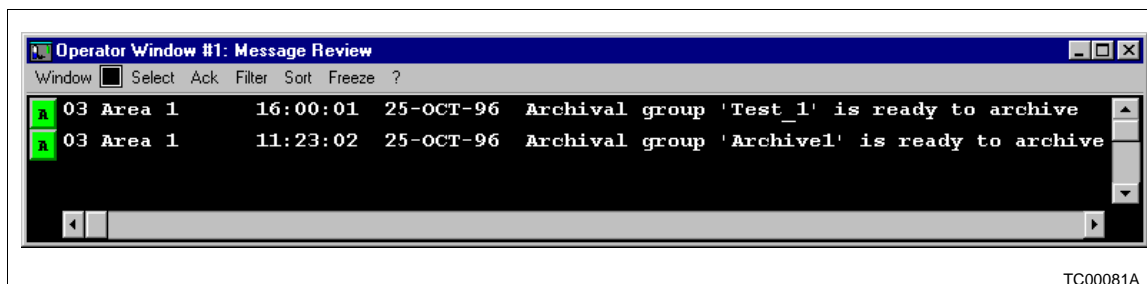 Operator Window #1: Message Review
Window Select Ack Filter Sort Freeze ?
A 03 Area 1 16:00:01 25-OCT-96 Archival group 'Test_1' is ready to archive
A 03 Area 1 11:23:02 25-OCT-96 Archival group 'Archive1' is ready to archive
TC00081A